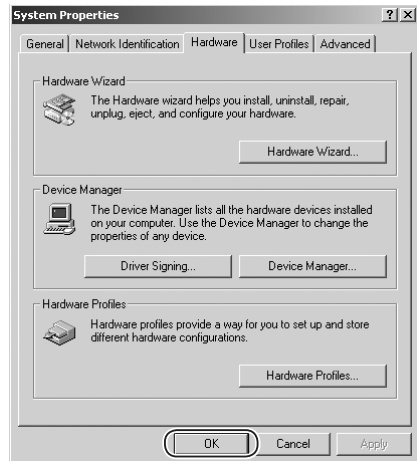 System Properties
General Network Identification Hardware User Profiles Advanced
Hardware Wizard
The Hardware wizard helps you install, uninstall, repair,
unplug, eject, and configure your hardware.
Hardware Wizard...
Device Manager
The Device Manager lists all the hardware devices installed
on your computer. Use the Device Manager to change the
properties of any device.
Driver Signing... Device Manager...
Hardware Profiles
Hardware profiles provide a way for you to set up and store
different hardware configurations.
Hardware Profiles...
OK Cancel Apply